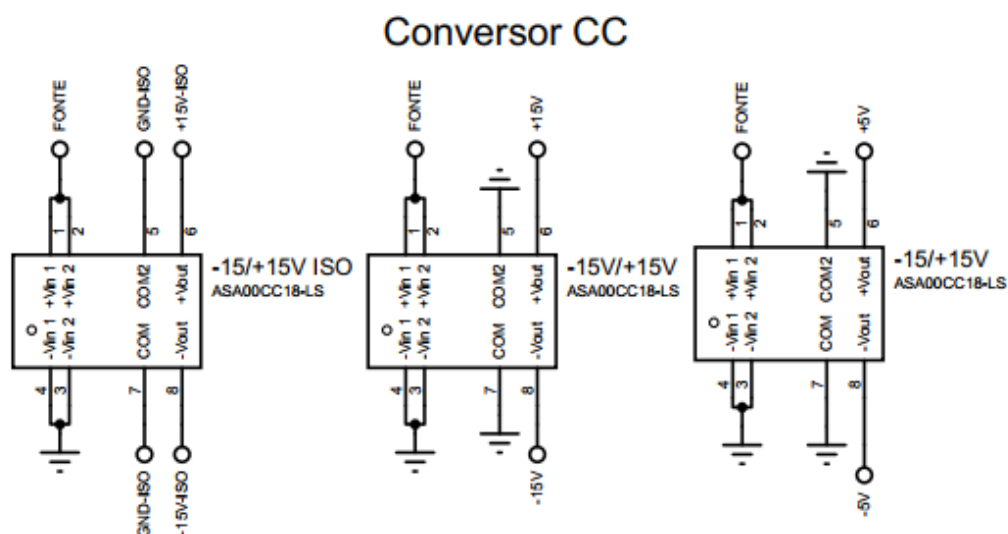 Conversor CC
FONTE
GND-ISO
+15V-ISO
1
2
5
6
+Vin 1
+Vin 2
COM2
+Vout
-Vin 1
-Vin 2
COM
-Vout
4
3
7
8
GND-ISO
-15V-ISO
-15/+15V ISO
ASA00CC18-LS
FONTE
+15V
1
2
5
6
+Vin 1
+Vin 2
COM2
+Vout
-Vin 1
-Vin 2
COM
-Vout
4
3
7
8
-15V
-15V/+15V
ASA00CC18-LS
FONTE
+5V
1
2
5
6
+Vin 1
+Vin 2
COM2
+Vout
-Vin 1
-Vin 2
COM
-Vout
4
3
7
8
-5V
-15/+15V
ASA00CC18-LS